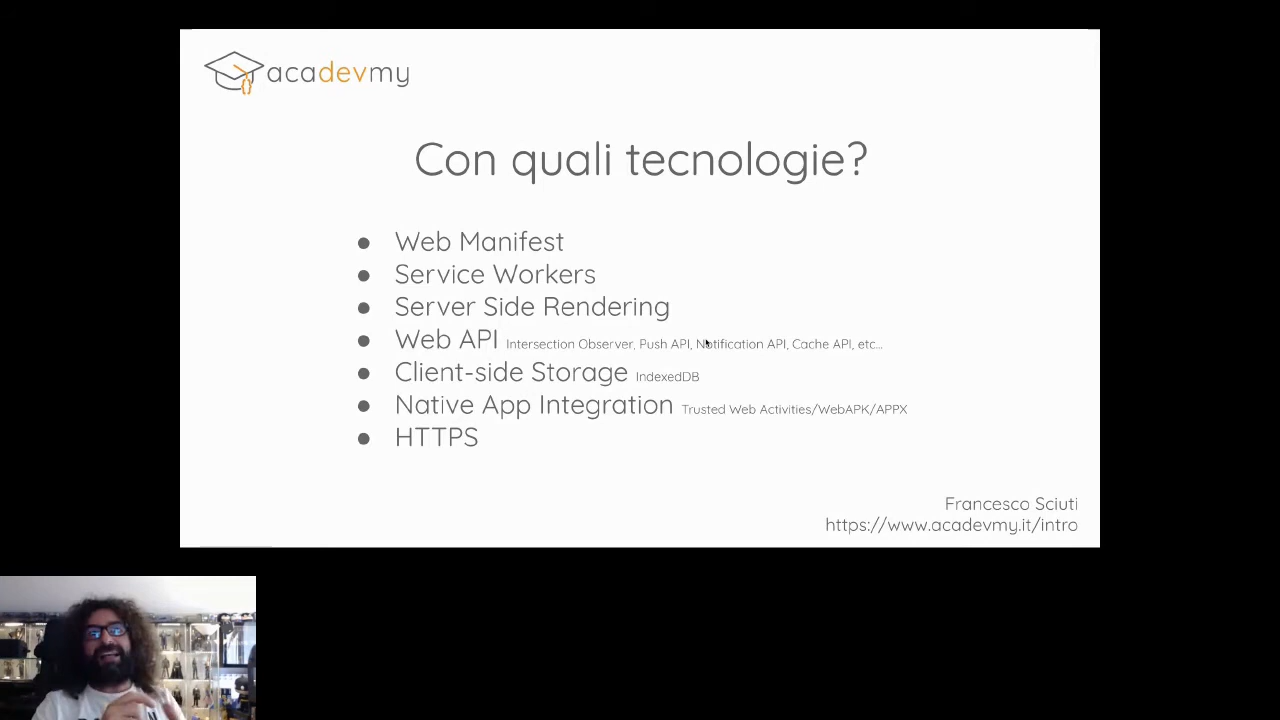 acadevmy
Con quali tecnologie?
● Web Manifest
● Service Workers
● Server Side Rendering
● Web API Intersection Observer, Push API, Notification API, Cache API, etc...
● Client-side Storage IndexedDB
● Native App Integration Trusted Web Activities/WebAPK/APPX
● HTTPS
Francesco Sciuti
https://www.acadevmy.it/intro